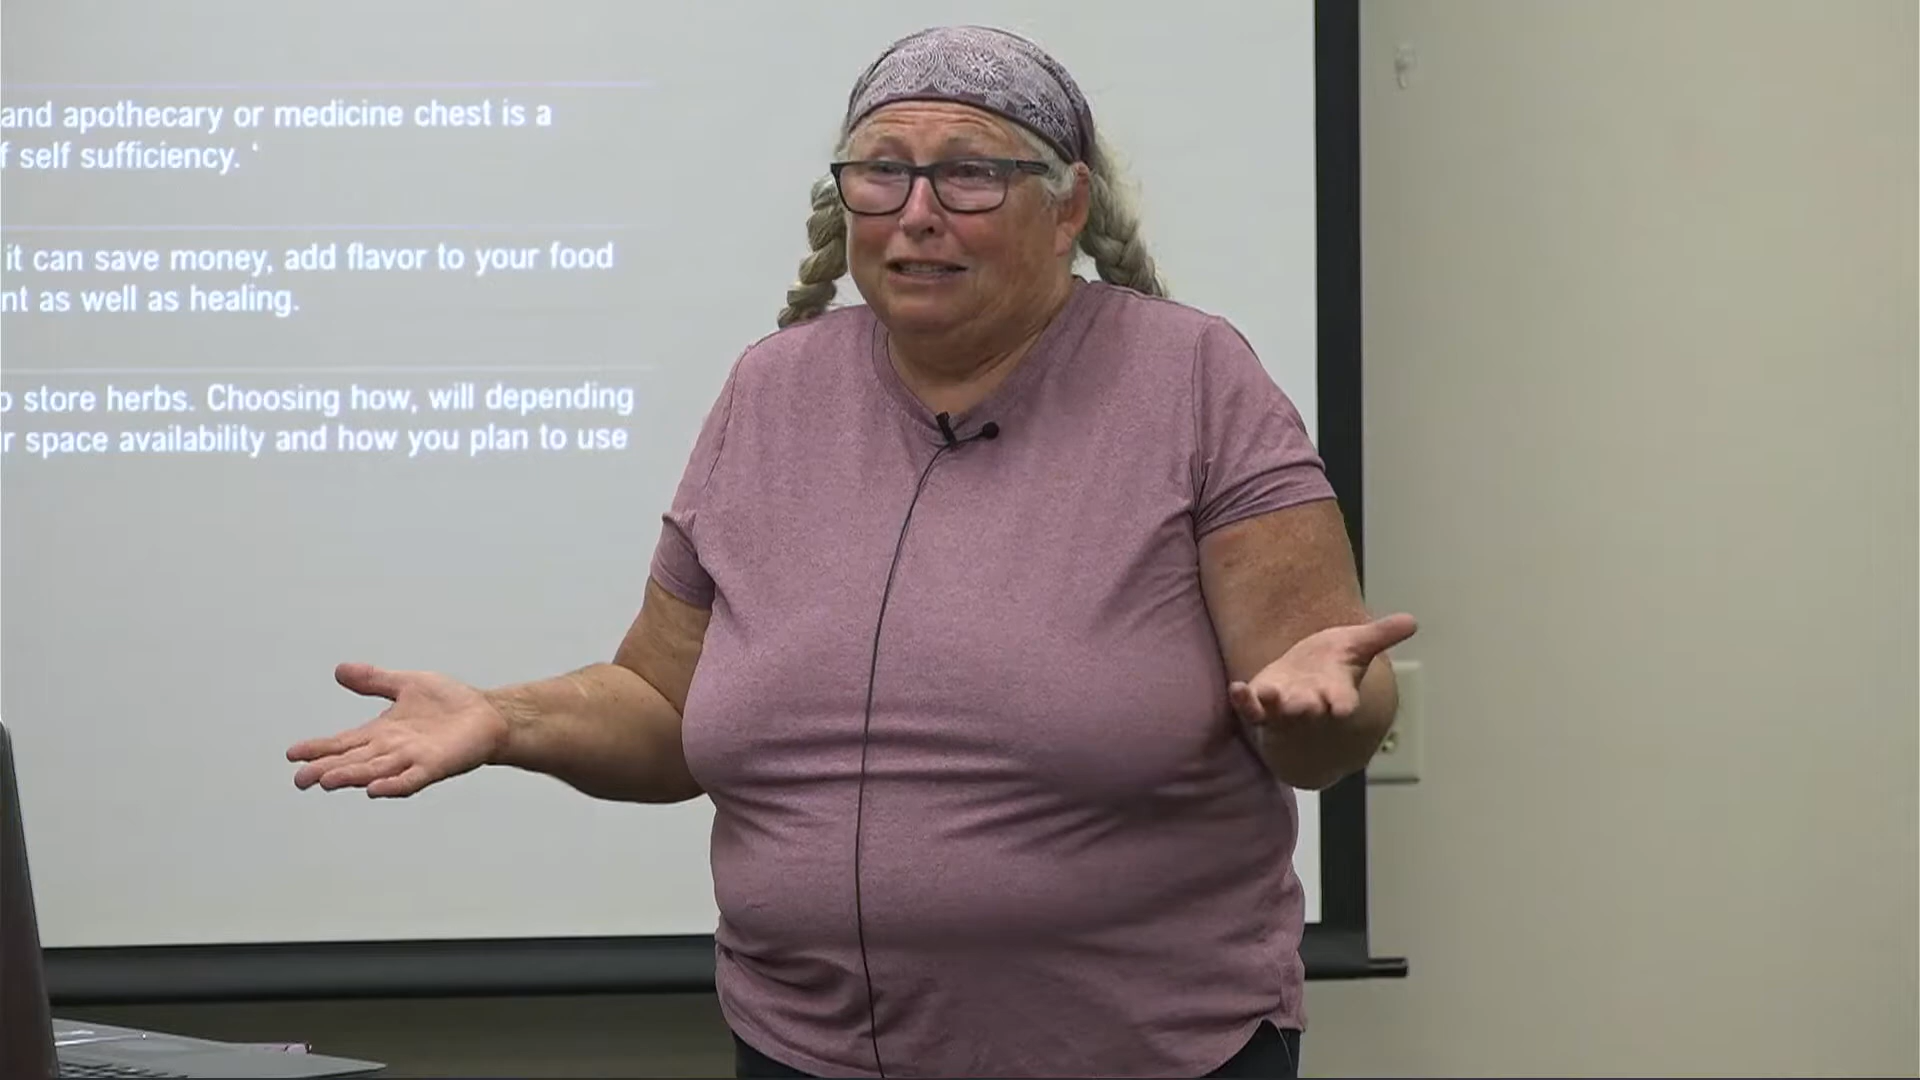 and apothecary or medicine chest is a
f self sufficiency. '
it can save money, add flavor to your food
nt as well as healing.
o store herbs. Choosing how, will depending
r space availability and how you plan to use